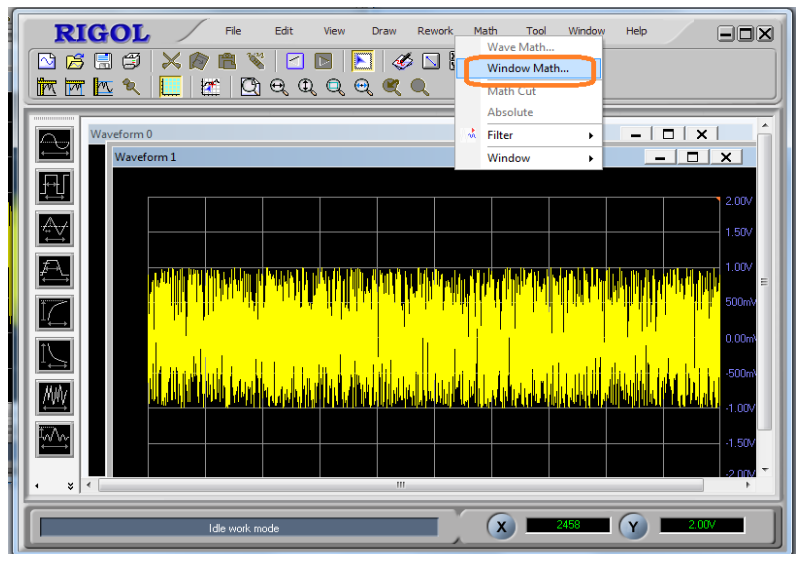 RIGOL
File Edit View Draw Rework Math Tool Window Help
Wave Math...
Window Math...
Math Cut
Absolute
Filter
Window
Waveform 0
Waveform 1
2.00V
1.50V
1.00V
500mV
0.00mV
-500mV
-1.00V
-1.50V
-2.00V
Idle work mode
X 2458 Y 2.00V